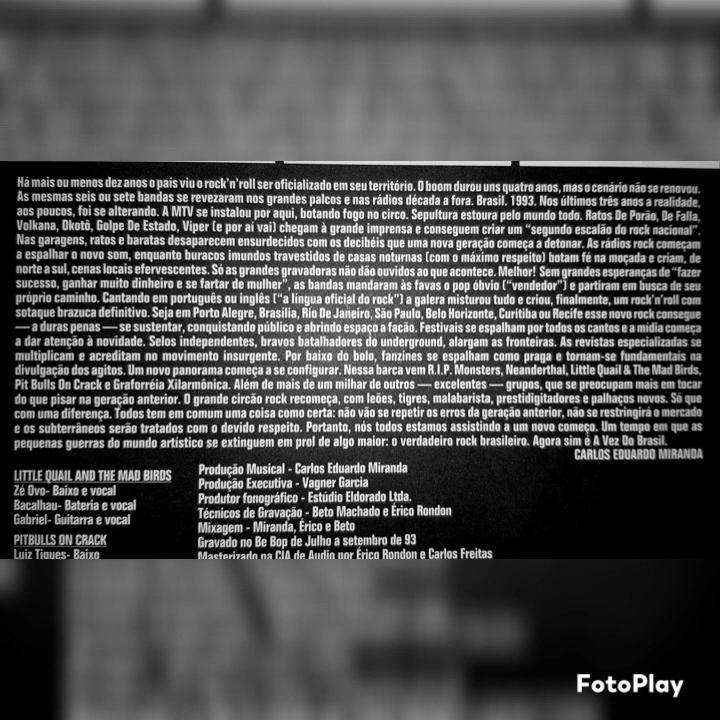 Há mais ou menos dez anos o país viu o rock'n'roll ser oficializado em seu território. O boom durou uns quatro anos, mas o cenário não se renovou.
As mesmas seis ou sete bandas se revezaram nos grandes palcos e nas rádios década a fora. Brasil. 1993. Nos últimos três anos a realidade,
aos poucos, foi se alterando. A MTV se instalou por aqui, botando fogo no circo. Sepultura estoura pelo mundo todo. Ratos De Porão, De Falla,
Volkana, Okotô, Golpe De Estado, Viper (e por aí vai) chegam à grande imprensa e conseguem criar um "segundo escalão do rock nacional".
Nas garagens, ratos e baratas desaparecem ensurdecidos com os decibéis que uma nova geração começa a detonar. As rádios rock começam
a espalhar o novo som, enquanto buracos imundos travestidos de casas noturnas (com o máximo respeito) botam fé na moçada e criam, de
norte a sul, cenas locais efervescentes. Só as grandes gravadoras não dão ouvidos ao que acontece. Melhor! Sem grandes esperanças de "fazer
sucesso, ganhar muito dinheiro e se fartar de mulher", as bandas mandaram às favas o pop óbvio ("vendedor") e partiram em busca de seu
próprio caminho. Cantando em português ou inglês ("a língua oficial do rock") a galera misturou tudo e criou, finalmente, um rock'n'roll com
sotaque brazuca definitivo. Seja em Porto Alegre, Brasília, Rio De Janeiro, São Paulo, Belo Horizonte, Curitiba ou Recife esse novo rock consegue
— a duras penas — se sustentar, conquistando público e abrindo espaço a facão. Festivais se espalham por todos os cantos e a mídia começa
a dar atenção à novidade. Selos independentes, bravos batalhadores do underground, alargam as fronteiras. As revistas especializadas se
multiplicam e acreditam no movimento insurgente. Por baixo do bolo, fanzines se espalham como praga e tornam-se fundamentais na
divulgação dos agitos. Um novo panorama começa a se configurar. Nessa barca vem R.I.P. Monsters, Neanderthal, Little Quail & The Mad Birds,
Pit Bulls On Crack e Graforréia Xilarmônica. Além de mais de um milhar de outros — excelentes — grupos, que se preocupam mais em tocar
do que pisar na geração anterior. O grande circão rock recomeça, com leões, tigres, malabarista, prestidigitadores e palhaços novos. Só que
com uma diferença. Todos tem em comum uma coisa como certa: não vão se repetir os erros da geração anterior, não se restringirá o mercado
e os subterrâneos serão tratados com o devido respeito. Portanto, nós todos estamos assistindo a um novo começo. Um tempo em que as
pequenas guerras do mundo artístico se extinguem em prol de algo maior: o verdadeiro rock brasileiro. Agora sim é A Vez Do Brasil.
CARLOS EDUARDO MIRANDA
LITTLE QUAIL AND THE MAD BIRDS
Zé Ovo- Baixo e vocal
Bacalhau- Bateria e vocal
Gabriel- Guitarra e vocal
PITBULLS ON CRACK
Luiz Tigues- Baixo
Produção Musical - Carlos Eduardo Miranda
Produção Executiva - Vagner Garcia
Produtor fonográfico - Estúdio Eldorado Ltda.
Técnicos de Gravação - Beto Machado e Érico Rondon
Mixagem - Miranda, Érico e Beto
Gravado no Be Bop de Julho a setembro de 93
Masterizado na CIA de Audio por Érico Rondon e Carlos Freitas
FotoPlay